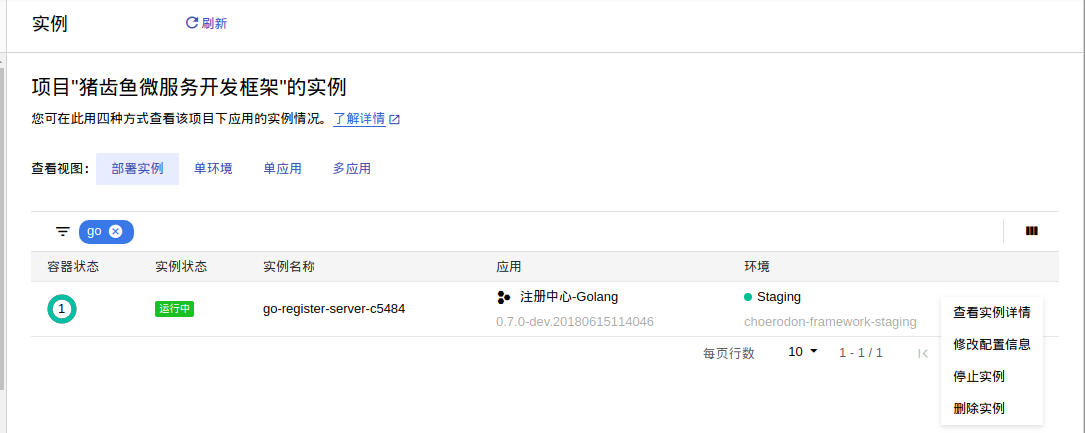 实例 刷新
项目"猪齿鱼微服务开发框架"的实例
您可在此用四种方式查看该项目下应用的实例情况。了解详情
查看视图： 部署实例 单环境 单应用 多应用
go
容器状态 实例状态 实例名称 应用 环境
1 运行中 go-register-server-c5484 注册中心-Golang Staging
0.7.0-dev.20180615114046 choerodon-framework-staging
每页行数 10 1 - 1 / 1
查看实例详情
修改配置信息
停止实例
删除实例